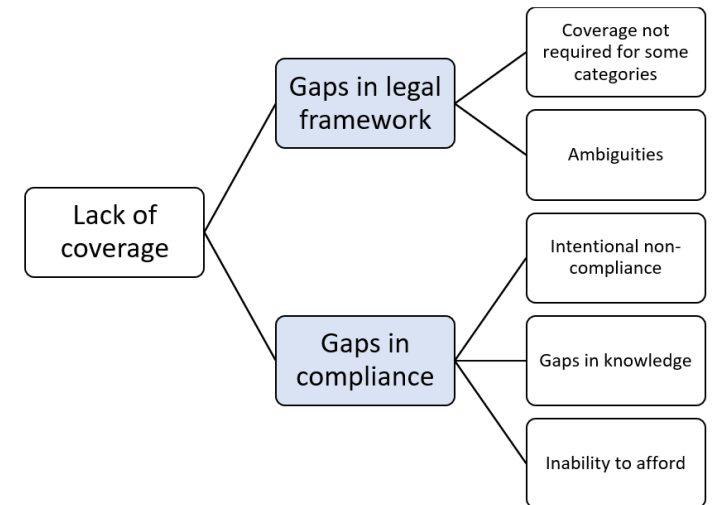 Lack of
coverage
Gaps in legal
framework
Coverage not
required for some
categories
Ambiguities
Gaps in
compliance
Intentional non-
compliance
Gaps in knowledge
Inability to afford